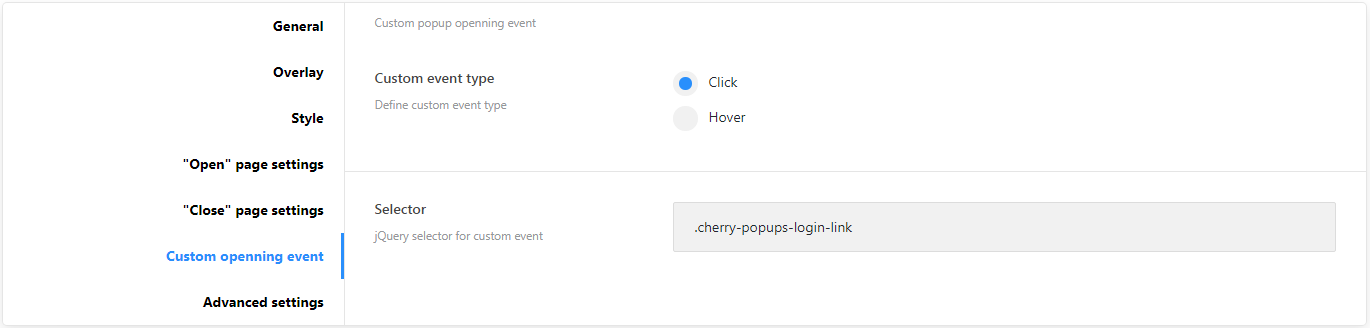 General
Overlay
Style
"Open" page settings
"Close" page settings
Custom openning event
Advanced settings
Custom popup openning event
Custom event type
Define custom event type
Click
Hover
Selector
jQuery selector for custom event
.cherry-popups-login-link